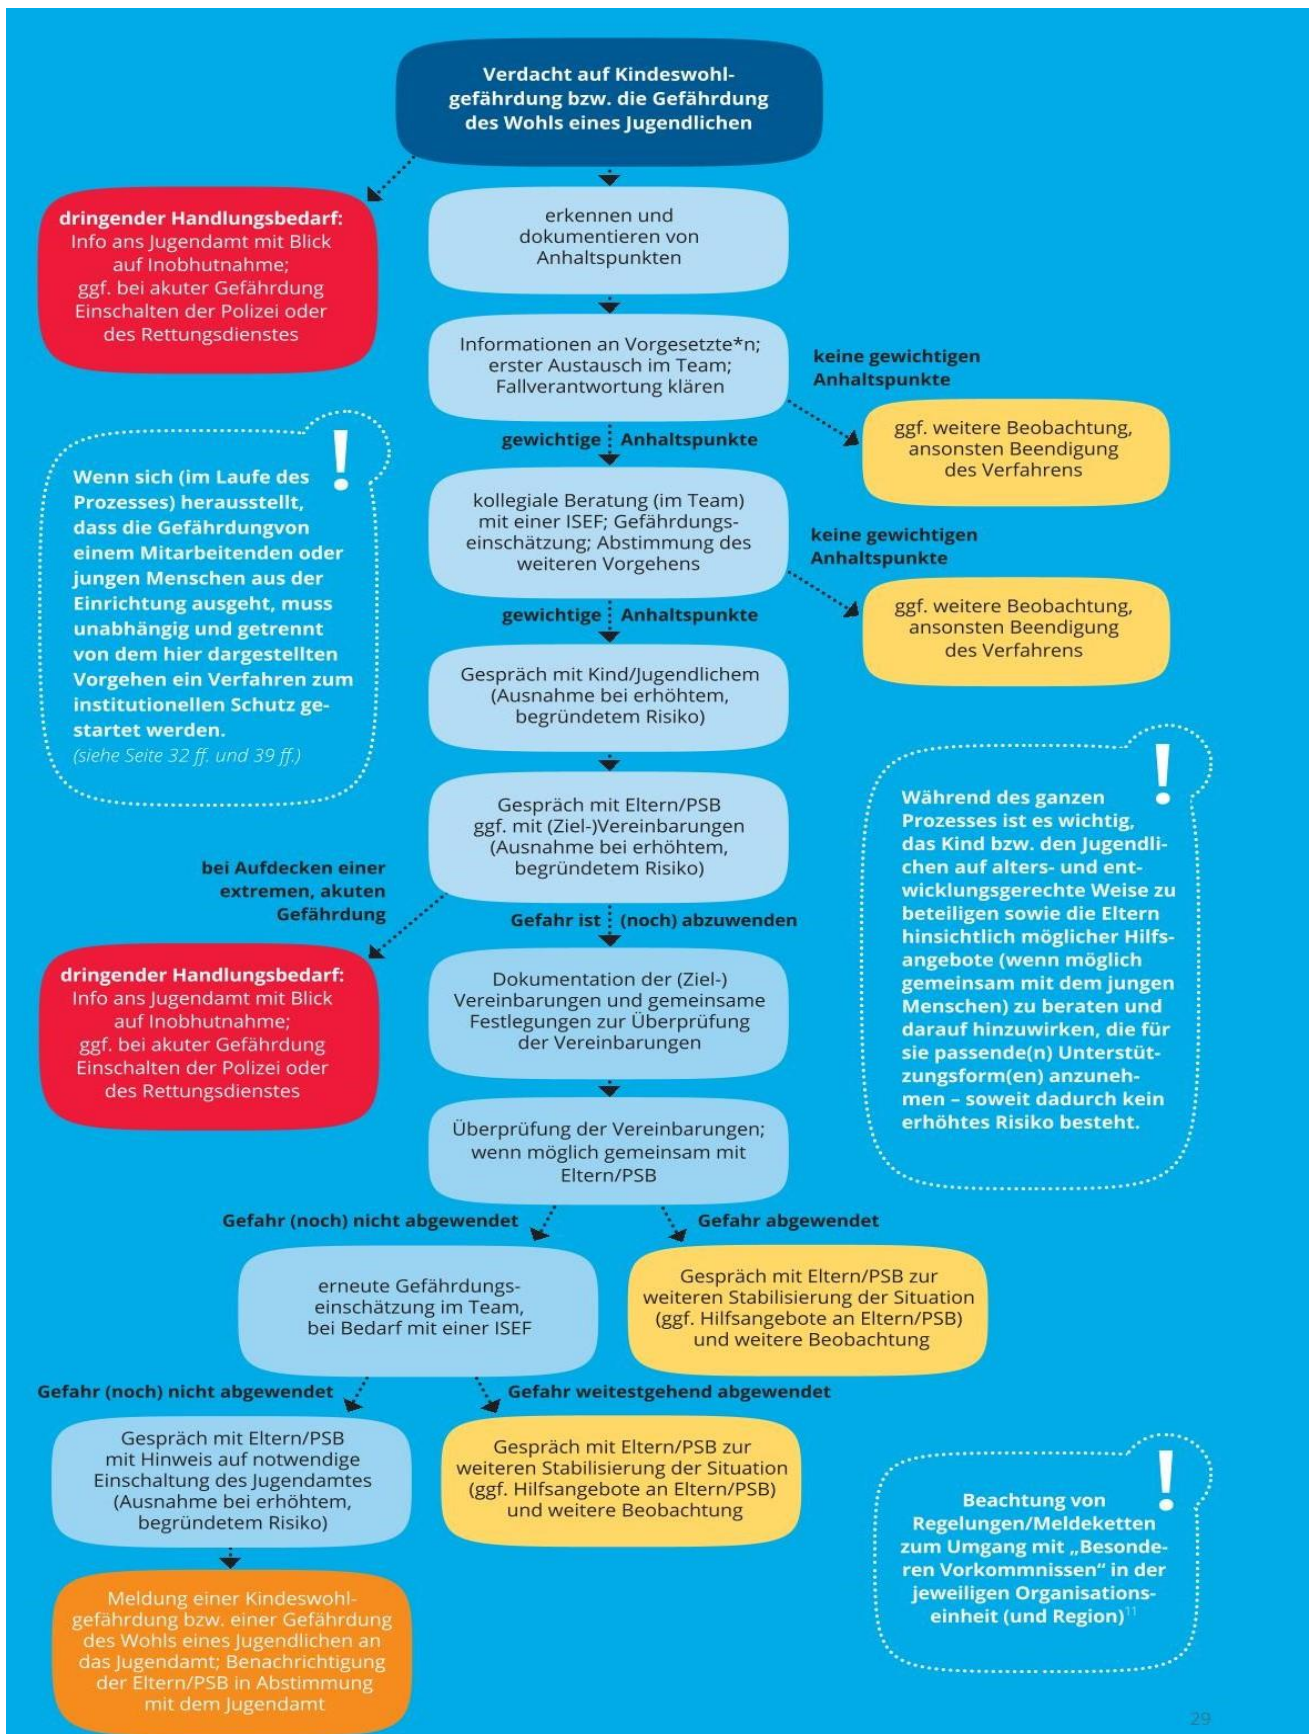 Verdacht auf Kindeswohl-
gefährdung bzw. die Gefährdung
des Wohls eines Jugendlichen
dringender Handlungsbedarf:
Info ans Jugendamt mit Blick
auf Inobhutnahme;
ggf. bei akuter Gefährdung
Einschalten der Polizei oder
des Rettungsdienstes
erkennen und
dokumentieren von
Anhaltspunkten
Informationen an Vorgesetzte*n;
erster Austausch im Team;
Fallverantwortung klären
keine gewichtigen
Anhaltspunkte
ggf. weitere Beobachtung,
ansonsten Beendigung
des Verfahrens
gewichtige Anhaltspunkte
!
Wenn sich (im Laufe des
Prozesses) herausstellt,
dass die Gefährdungvon
einem Mitarbeitenden oder
jungen Menschen aus der
Einrichtung ausgeht, muss
unabhängig und getrennt
von dem hier dargestellten
Vorgehen ein Verfahren zum
institutionellen Schutz ge-
startet werden.
(siehe Seite 32 ff. und 39 ff.)
kollegiale Beratung (im Team)
mit einer ISEF; Gefährdungs-
einschätzung; Abstimmung des
weiteren Vorgehens
keine gewichtigen
Anhaltspunkte
ggf. weitere Beobachtung,
ansonsten Beendigung
des Verfahrens
gewichtige Anhaltspunkte
Gespräch mit Kind/Jugendlichem
(Ausnahme bei erhöhtem,
begründetem Risiko)
Gespräch mit Eltern/PSB
ggf. mit (Ziel-)Vereinbarungen
(Ausnahme bei erhöhtem,
begründetem Risiko)
!
Während des ganzen
Prozesses ist es wichtig,
das Kind bzw. den Jugendli-
chen auf alters- und ent-
wicklungsgerechte Weise zu
beteiligen sowie die Eltern
hinsichtlich möglicher Hilfs-
angebote (wenn möglich
gemeinsam mit dem jungen
Menschen) zu beraten und
darauf hinzuwirken, die für
sie passende(n) Unterstüt-
zungsform(en) anzuneh-
men – soweit dadurch kein
erhöhtes Risiko besteht.
bei Aufdecken einer
extremen, akuten
Gefährdung
Gefahr ist (noch) abzuwenden
dringender Handlungsbedarf:
Info ans Jugendamt mit Blick
auf Inobhutnahme;
ggf. bei akuter Gefährdung
Einschalten der Polizei oder
des Rettungsdienstes
Dokumentation der (Ziel-)
Vereinbarungen und gemeinsame
Festlegungen zur Überprüfung
der Vereinbarungen
Überprüfung der Vereinbarungen;
wenn möglich gemeinsam mit
Eltern/PSB
Gefahr (noch) nicht abgewendet
Gefahr abgewendet
erneute Gefährdungs-
einschätzung im Team,
bei Bedarf mit einer ISEF
Gespräch mit Eltern/PSB zur
weiteren Stabilisierung der Situation
(ggf. Hilfsangebote an Eltern/PSB)
und weitere Beobachtung
Gefahr (noch) nicht abgewendet
Gefahr weitestgehend abgewendet
Gespräch mit Eltern/PSB
mit Hinweis auf notwendige
Einschaltung des Jugendamtes
(Ausnahme bei erhöhtem,
begründetem Risiko)
Gespräch mit Eltern/PSB zur
weiteren Stabilisierung der Situation
(ggf. Hilfsangebote an Eltern/PSB)
und weitere Beobachtung
!
Beachtung von
Regelungen/Meldeketten
zum Umgang mit „Besonde-
ren Vorkommnissen“ in der
jeweiligen Organisations-
einheit (und Region)¹¹
Meldung einer Kindeswohl-
gefährdung bzw. einer Gefährdung
des Wohls eines Jugendlichen an
das Jugendamt; Benachrichtigung
der Eltern/PSB in Abstimmung
mit dem Jugendamt
29